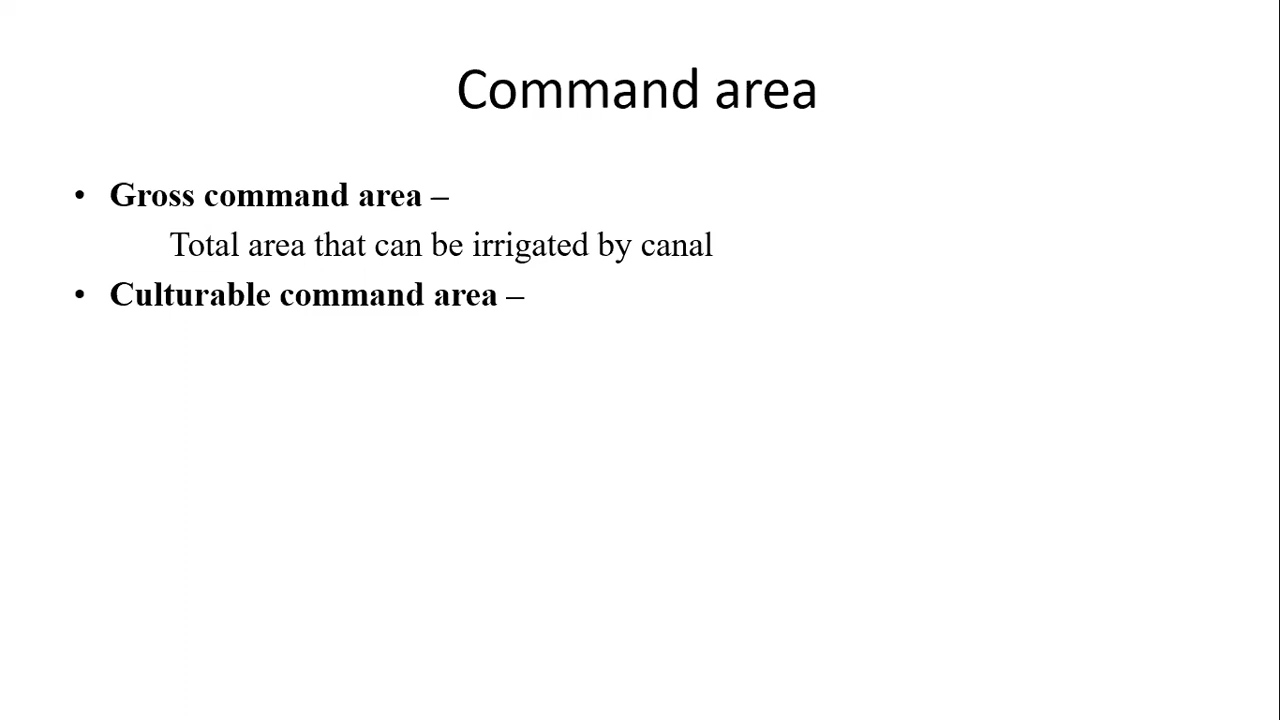 Command area
• Gross command area –
Total area that can be irrigated by canal
• Culturable command area –